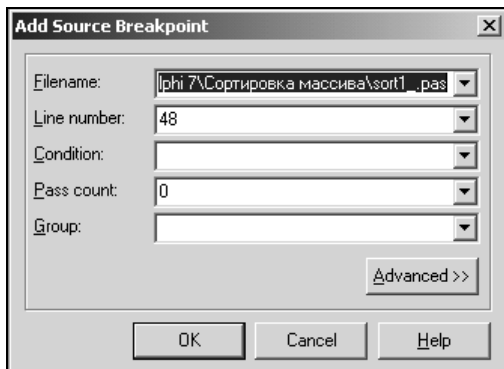 Add Source Breakpoint
Filename: lphi 7\Сортировка массива\sort1_.pas
Line number: 48
Condition:
Pass count: 0
Group:
Advanced >>
OK Cancel Help